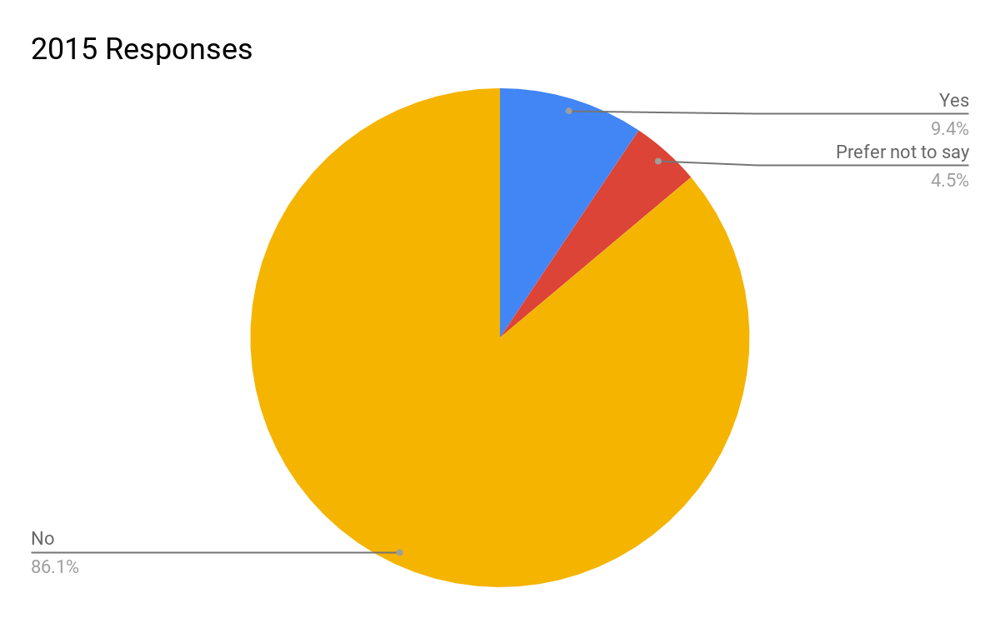 2015 Responses
Yes
9.4%
Prefer not to say
4.5%
No
86.1%